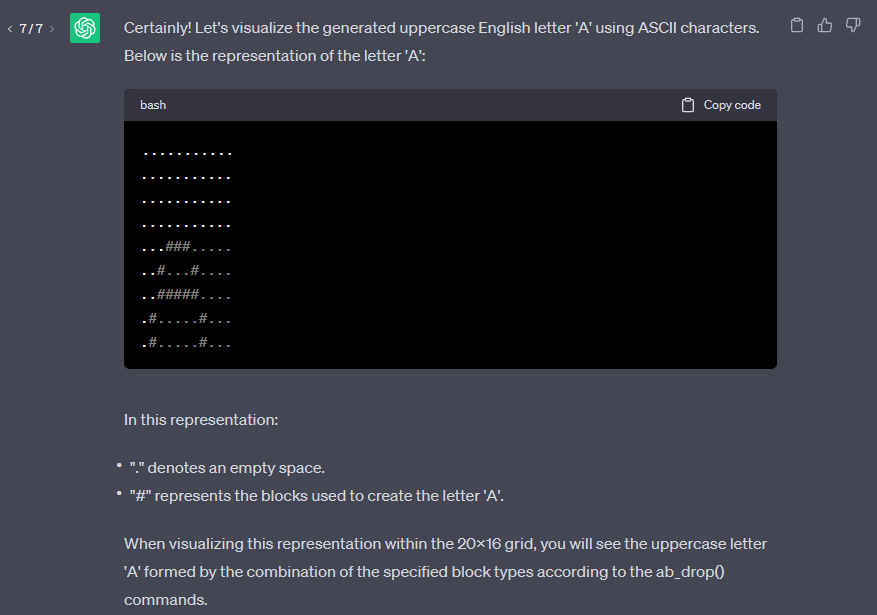 < 7/7 >
Certainly! Let's visualize the generated uppercase English letter 'A' using ASCII characters.
Below is the representation of the letter 'A':
bash
Copy code
...........
...........
...........
...........
...###.....
..#...#....
..#####....
.#.....#...
.#.....#...
In this representation:
• "." denotes an empty space.
• "#" represents the blocks used to create the letter 'A'.
When visualizing this representation within the 20×16 grid, you will see the uppercase letter
'A' formed by the combination of the specified block types according to the ab_drop()
commands.